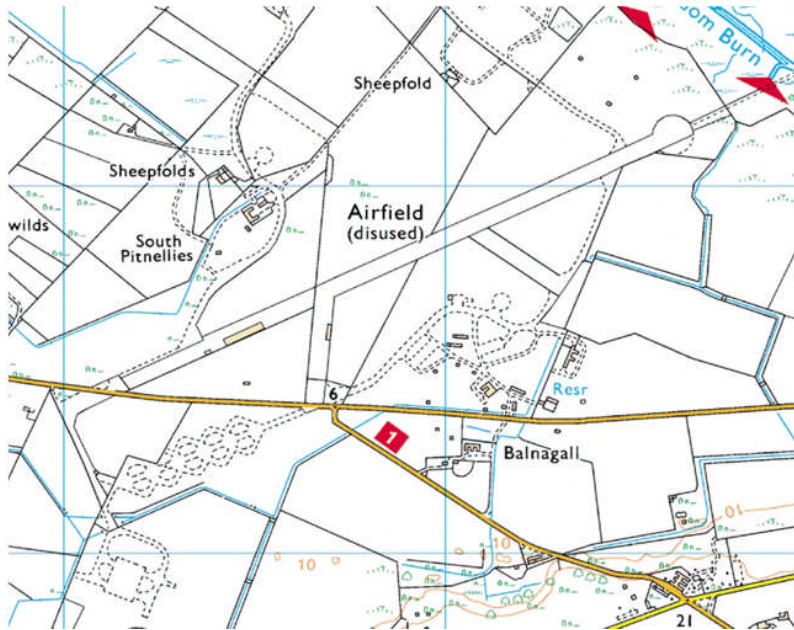 om Burn
Sheepfold
Sheepfolds
Airfield
(disused)
wilds
South
Pitnellies
Resr
6
1
Balnagall
10
10
10
21